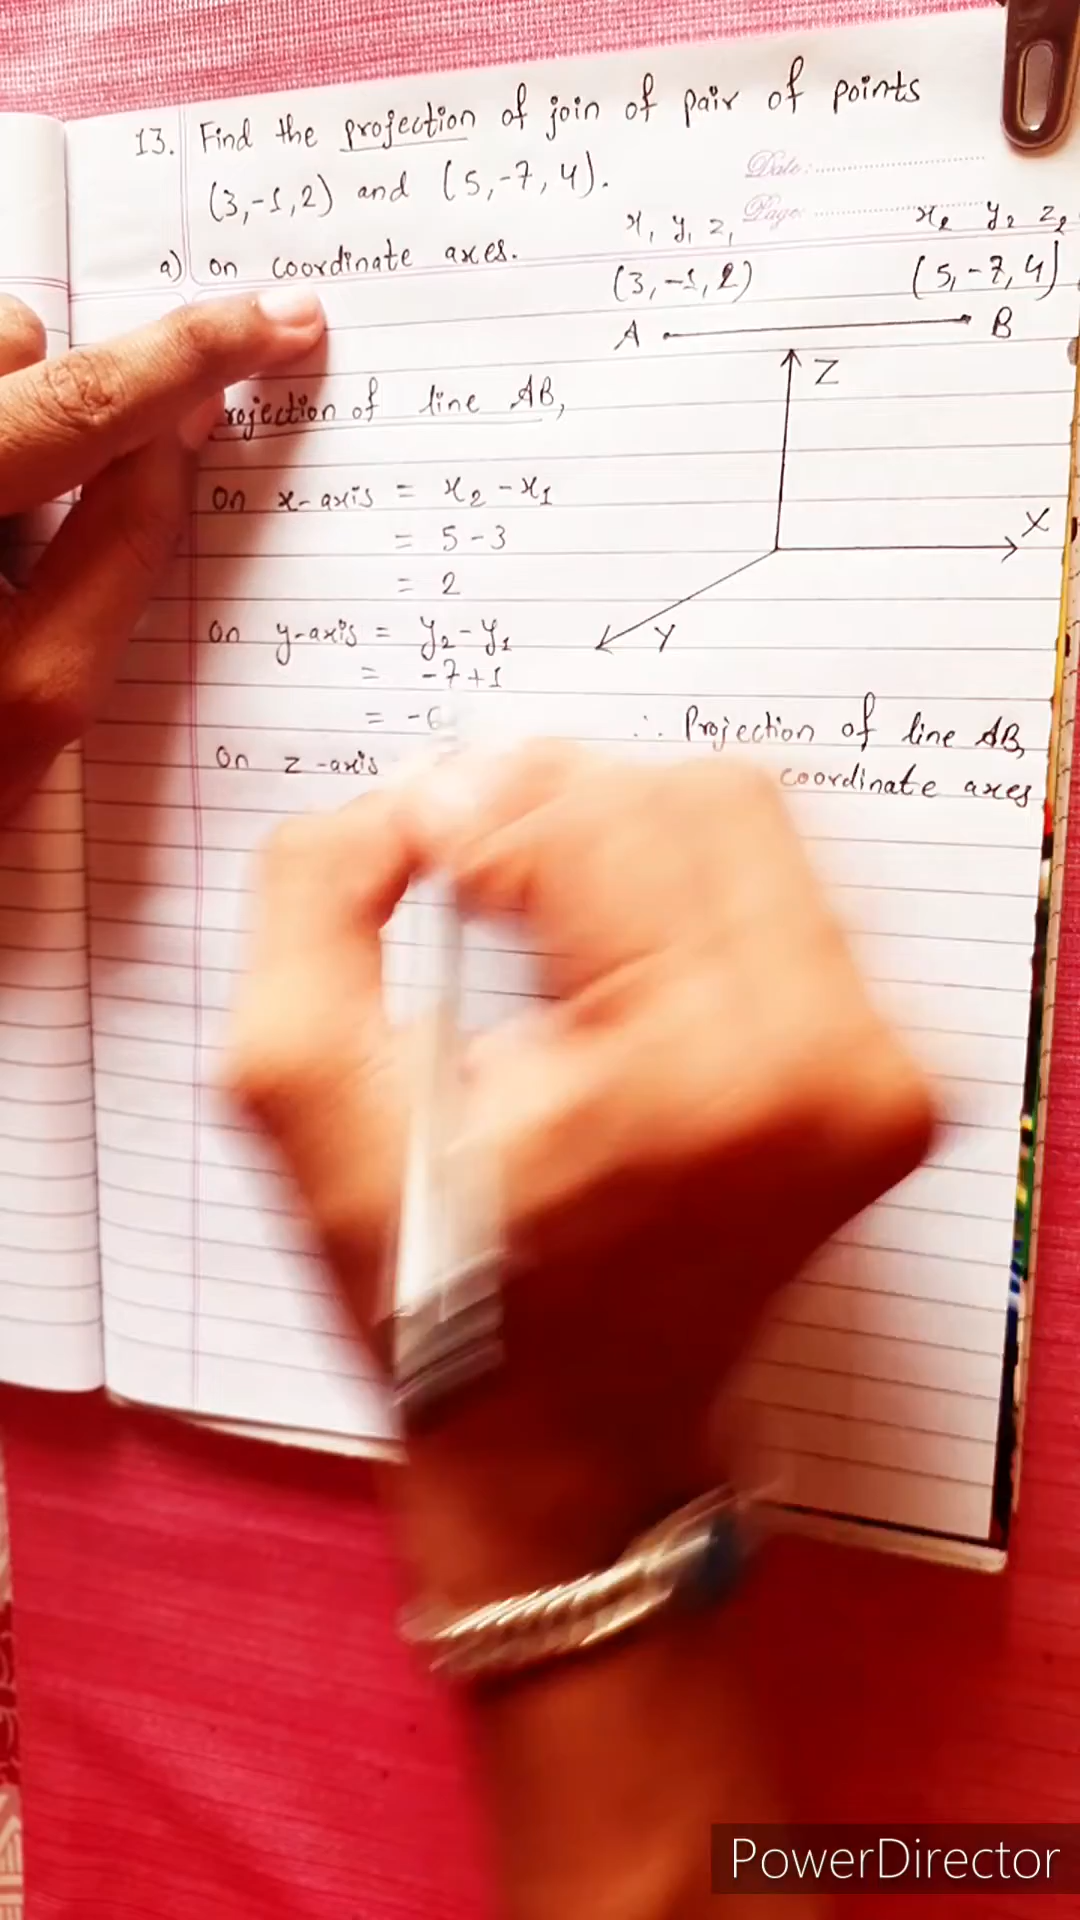 13. Find the projection of join of pair of points
(3,-1,2) and (5,-7,4).
Date:
Page:
a) on coordinate axes.
x₁ y₁ z₁
x₂ y₂ z₂
(3,-1,2)
(5,-7,4)
A B
Z
X
Y
rojection of line AB,
On x-axis = x₂ - x₁
= 5 - 3
= 2
On y-axis = y₂ - y₁
= -7 + 1
= -6
On z-axis
∴ Projection of line AB,
coordinate axes
PowerDirector